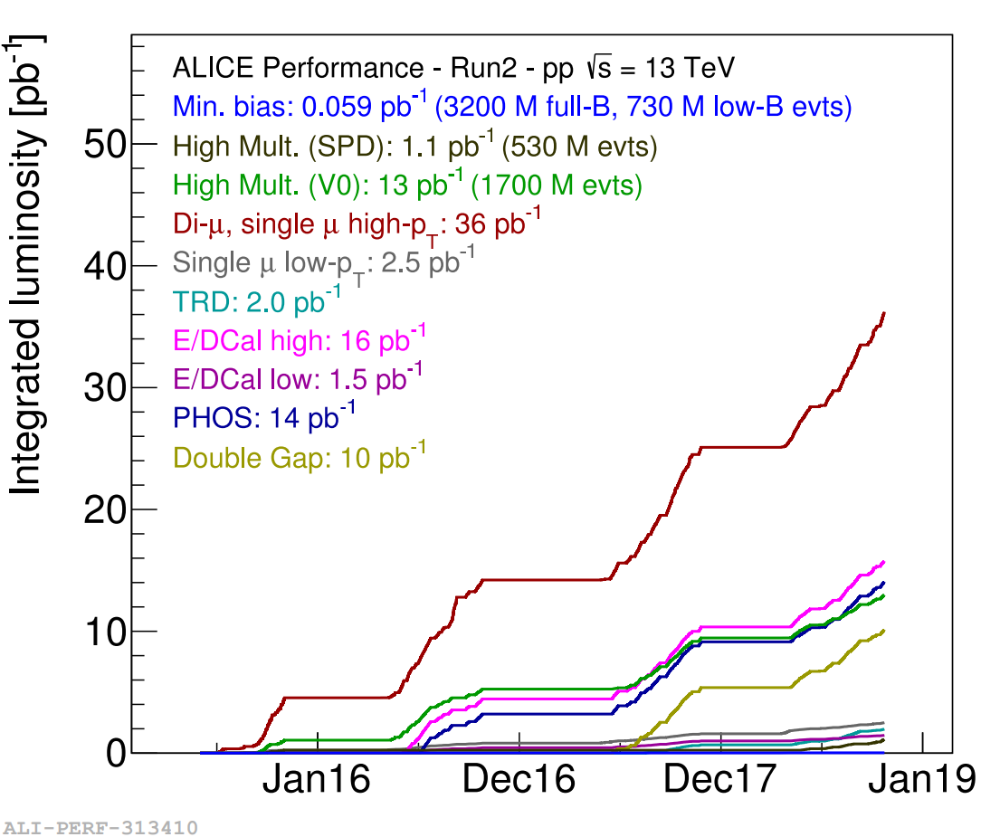 Integrated luminosity [pb⁻¹]
ALICE Performance - Run2 - pp √s = 13 TeV
Min. bias: 0.059 pb⁻¹ (3200 M full-B, 730 M low-B evts)
High Mult. (SPD): 1.1 pb⁻¹ (530 M evts)
High Mult. (V0): 13 pb⁻¹ (1700 M evts)
Di-μ, single μ high-p_T: 36 pb⁻¹
Single μ low-p_T: 2.5 pb⁻¹
TRD: 2.0 pb⁻¹
E/DCal high: 16 pb⁻¹
E/DCal low: 1.5 pb⁻¹
PHOS: 14 pb⁻¹
Double Gap: 10 pb⁻¹
50
40
30
20
10
0
Jan16 Dec16 Dec17 Jan19
ALI-PERF-313410